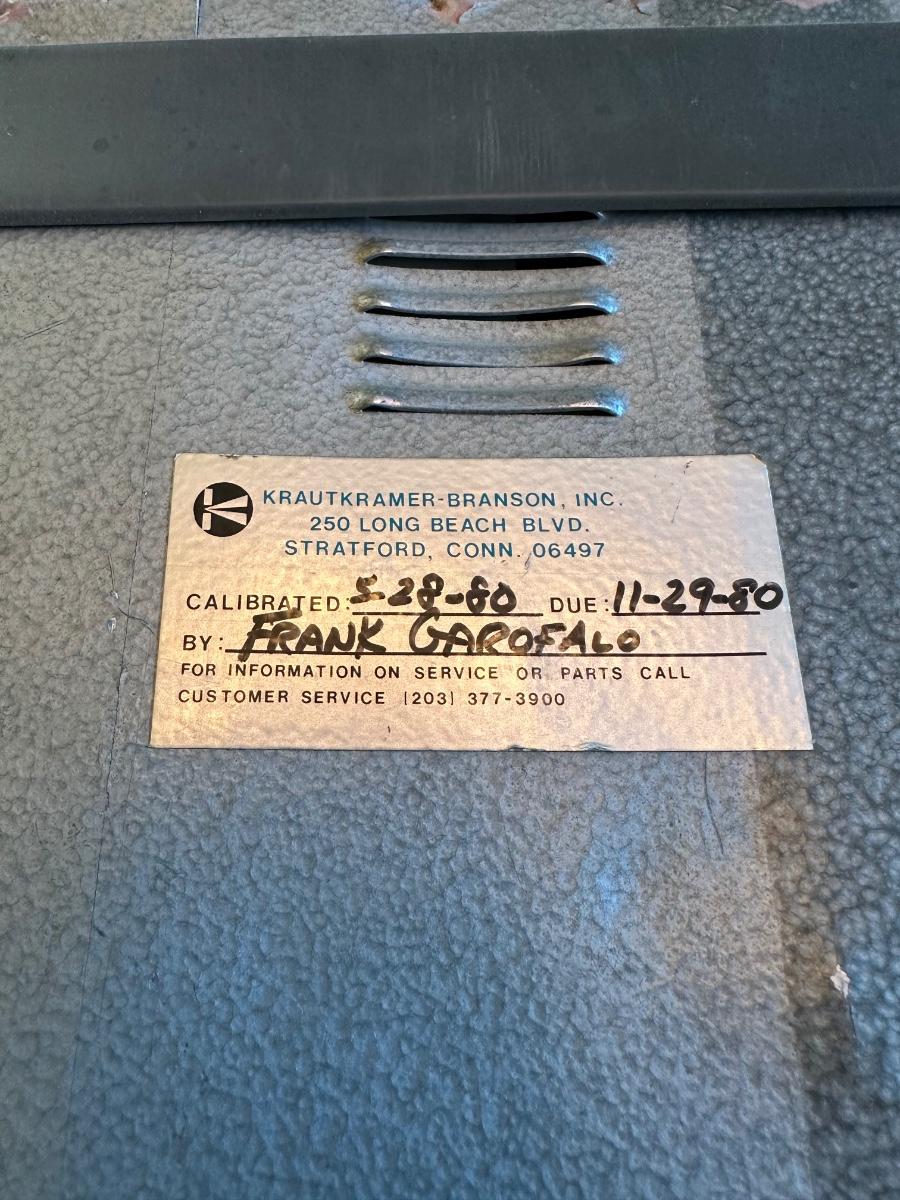 KRAUTKRAMER-BRANSON, INC.
250 LONG BEACH BLVD.
STRATFORD, CONN. 06497
CALIBRATED: 5-28-80 DUE: 11-29-80
BY: FRANK GAROFALO
FOR INFORMATION ON SERVICE OR PARTS CALL
CUSTOMER SERVICE (203) 377-3900